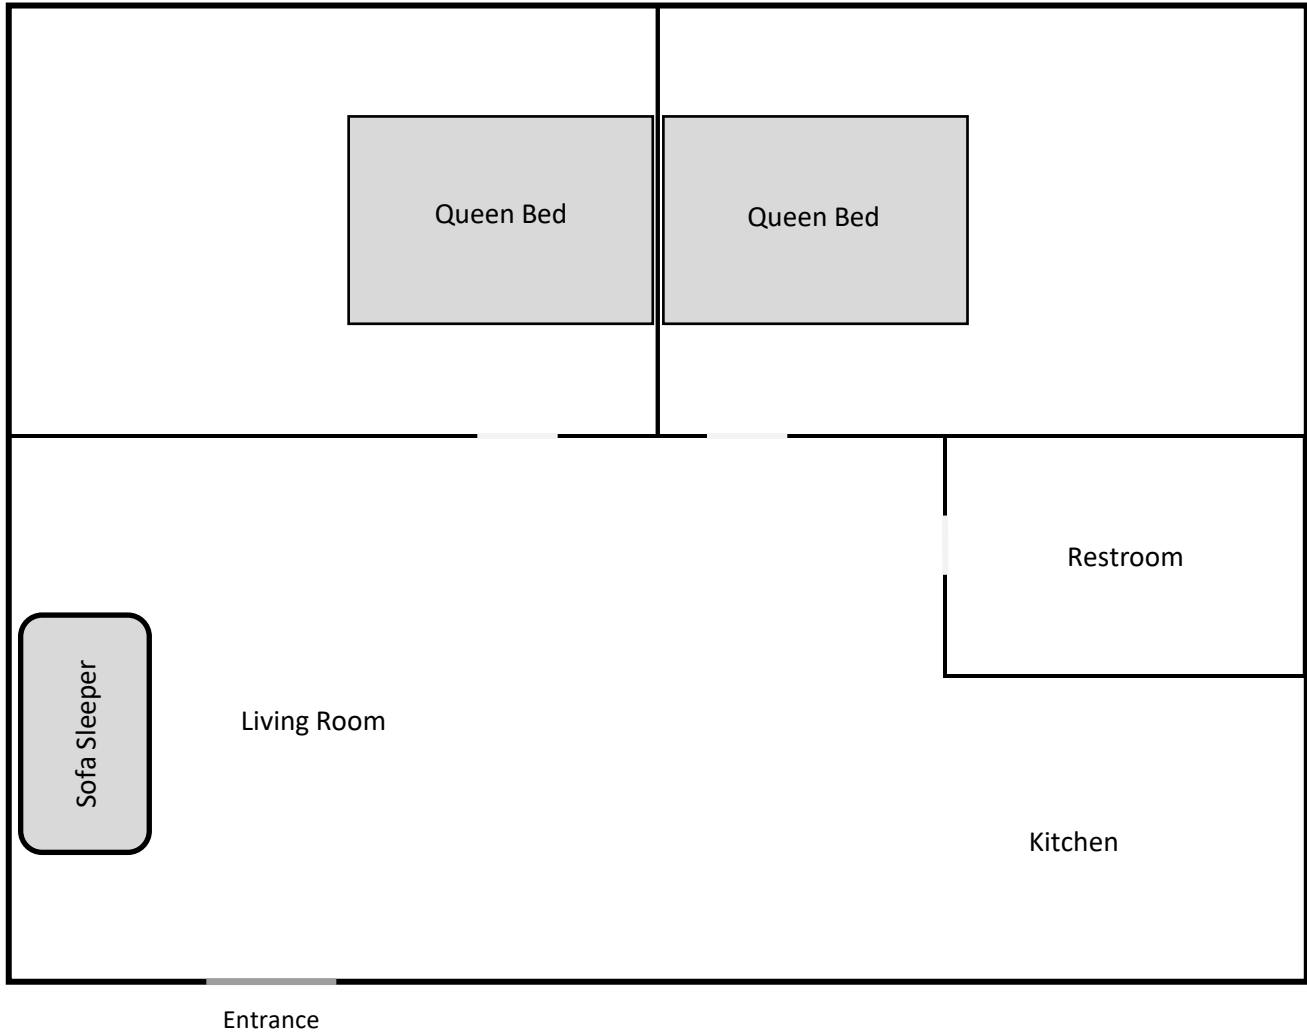 Queen Bed
Queen Bed
Restroom
Sofa Sleeper
Living Room
Kitchen
Entrance